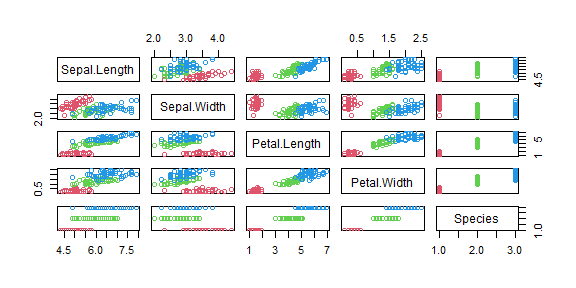 2.0 3.0 4.0
0.5 1.5 2.5
Sepal.Length
4.5
2.0
Sepal.Width
Petal.Length
1 5
0.5
Petal.Width
Species
1.0
4.5 6.0 7.5
1 3 5 7
1.0 2.0 3.0